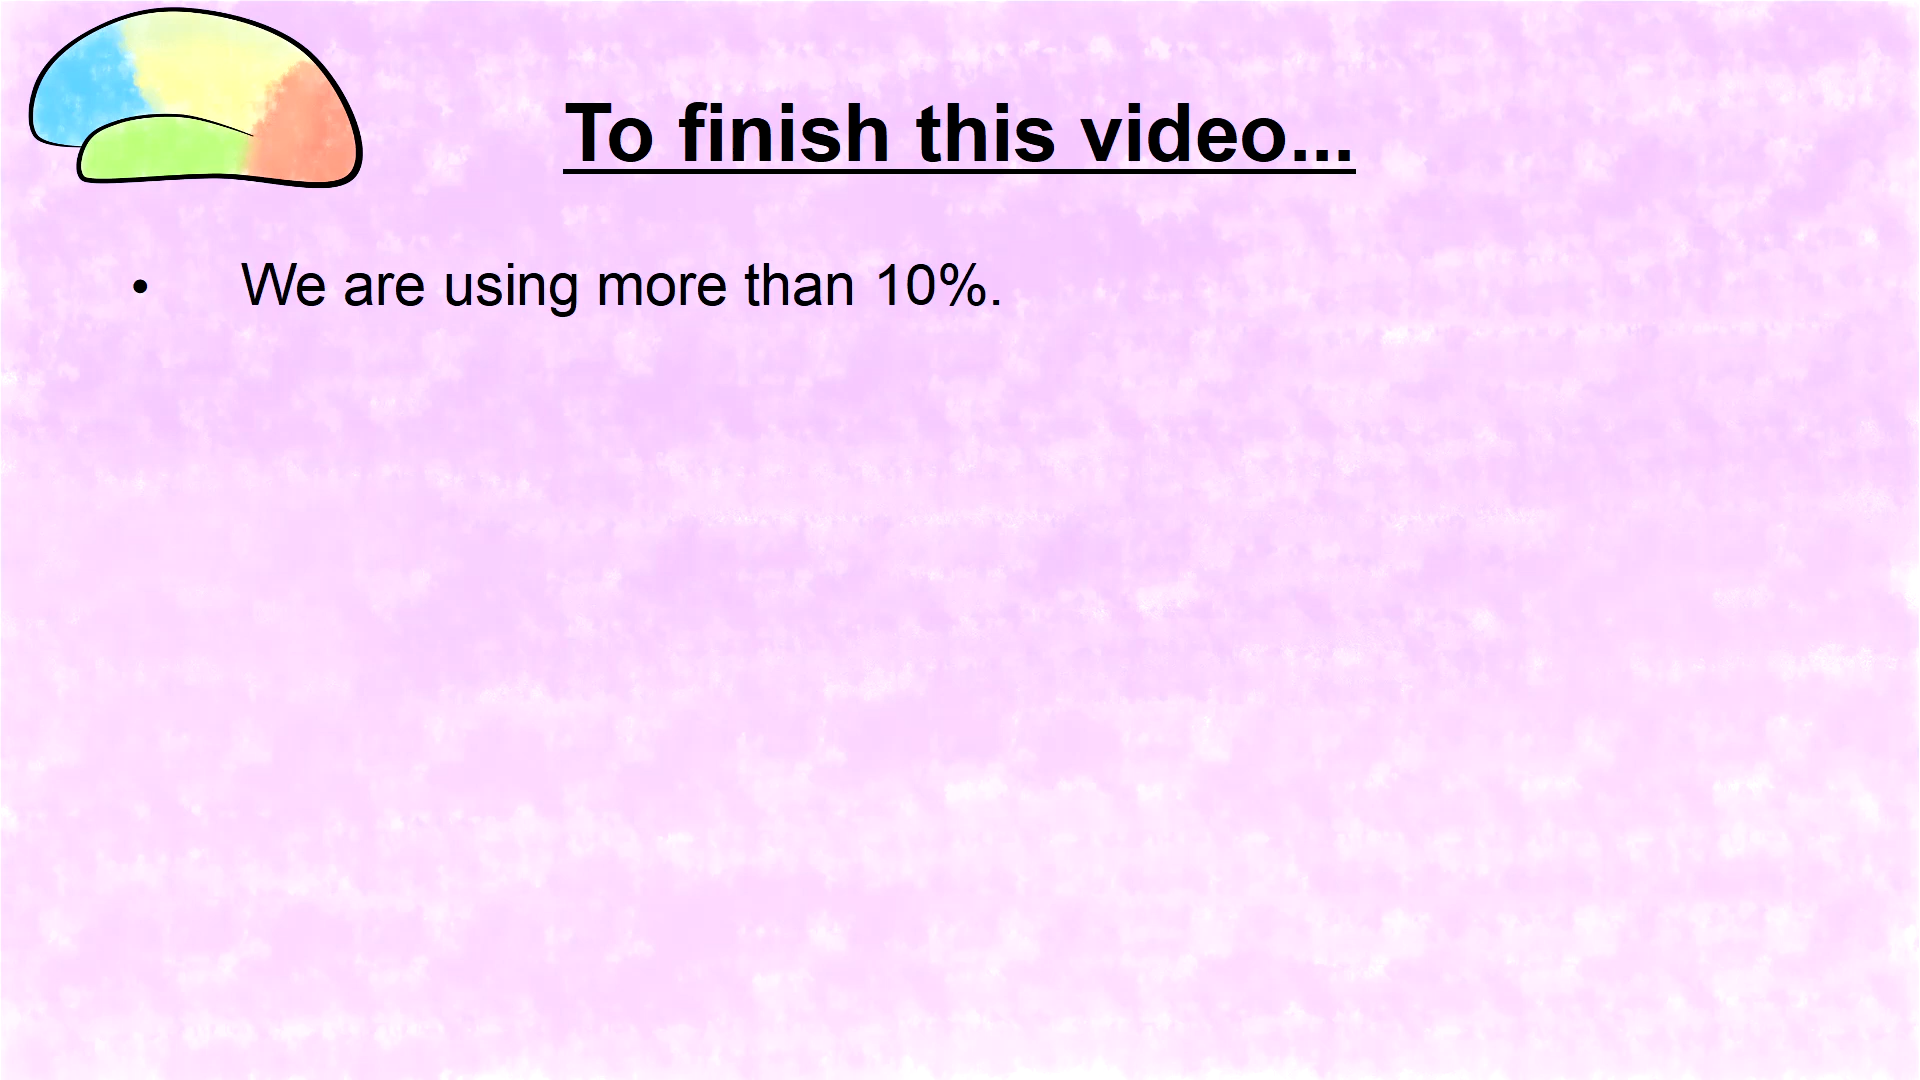 To finish this video...
• We are using more than 10%.